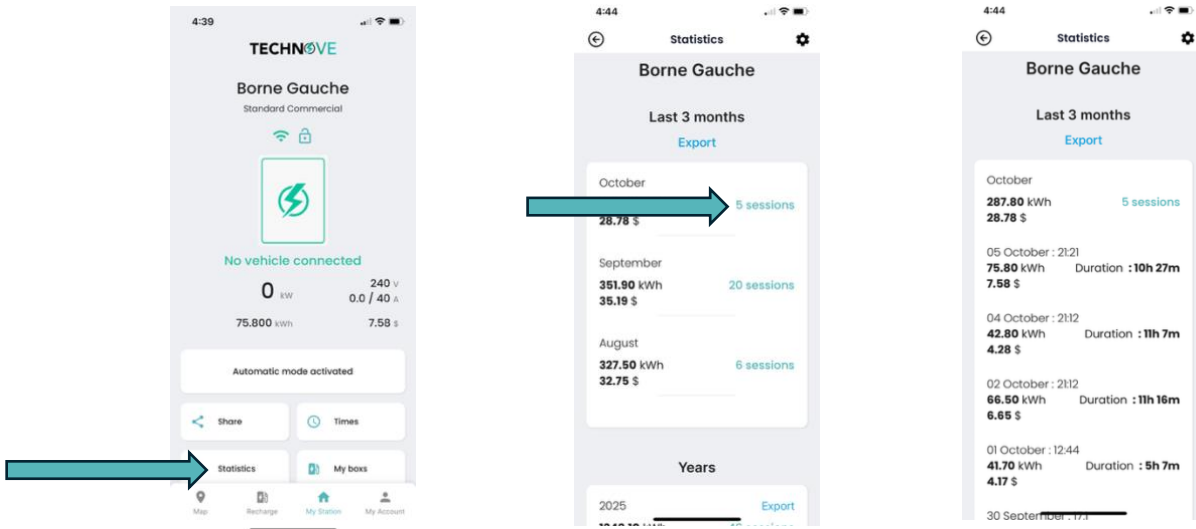 4:39
TECHNOVE
Borne Gauche
Standard Commercial
No vehicle connected
0 kW
240 V
0.0 / 40 A
75.800 kWh
7.58 $
Automatic mode activated
Share
Times
Statistics
My boxs
Map
Recharge
My Station
My Account
4:44
Statistics
Borne Gauche
Last 3 months
Export
October
5 sessions
28.78 $
September
351.90 kWh
20 sessions
35.19 $
August
327.50 kWh
6 sessions
32.75 $
Years
2025
Export
4:44
Statistics
Borne Gauche
Last 3 months
Export
October
287.80 kWh
5 sessions
28.78 $
05 October : 21:21
75.80 kWh Duration : 10h 27m
7.58 $
04 October : 21:12
42.80 kWh Duration : 11h 7m
4.28 $
02 October : 21:12
66.50 kWh Duration : 11h 16m
6.65 $
01 October : 12:44
41.70 kWh Duration : 5h 7m
4.17 $
30 September